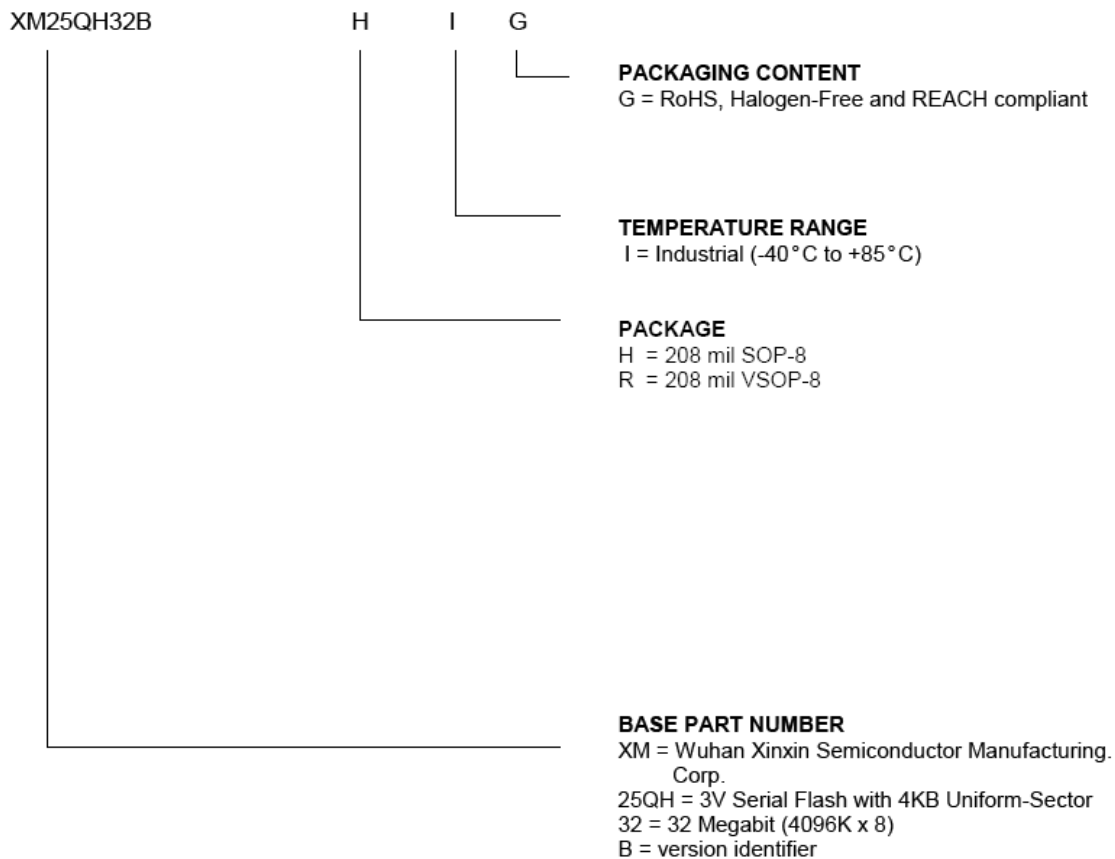 XM25QH32B H I G
PACKAGING CONTENT
G = RoHS, Halogen-Free and REACH compliant
TEMPERATURE RANGE
I = Industrial (-40°C to +85°C)
PACKAGE
H = 208 mil SOP-8
R = 208 mil VSOP-8
BASE PART NUMBER
XM = Wuhan Xinxin Semiconductor Manufacturing.
Corp.
25QH = 3V Serial Flash with 4KB Uniform-Sector
32 = 32 Megabit (4096K x 8)
B = version identifier